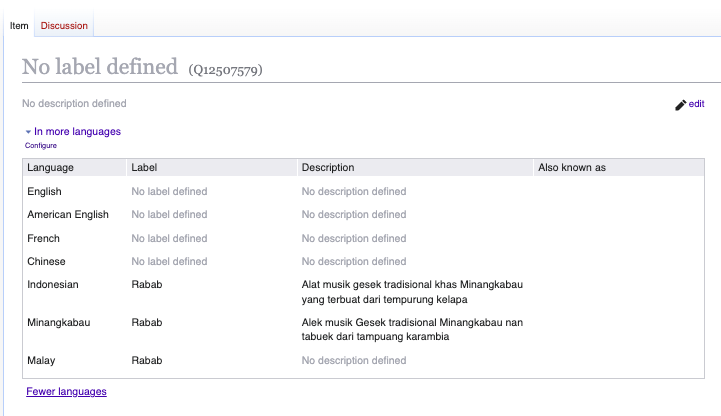 Item Discussion
No label defined (Q12507579)
No description defined
edit
In more languages
Configure
Language Label Description Also known as
English No label defined No description defined
American English No label defined No description defined
French No label defined No description defined
Chinese No label defined No description defined
Indonesian Rabab Alat musik gesek tradisional khas Minangkabau
yang terbuat dari tempurung kelapa
Minangkabau Rabab Alek musik Gesek tradisional Minangkabau nan
tabuek dari tampuang karambia
Malay Rabab No description defined
Fewer languages